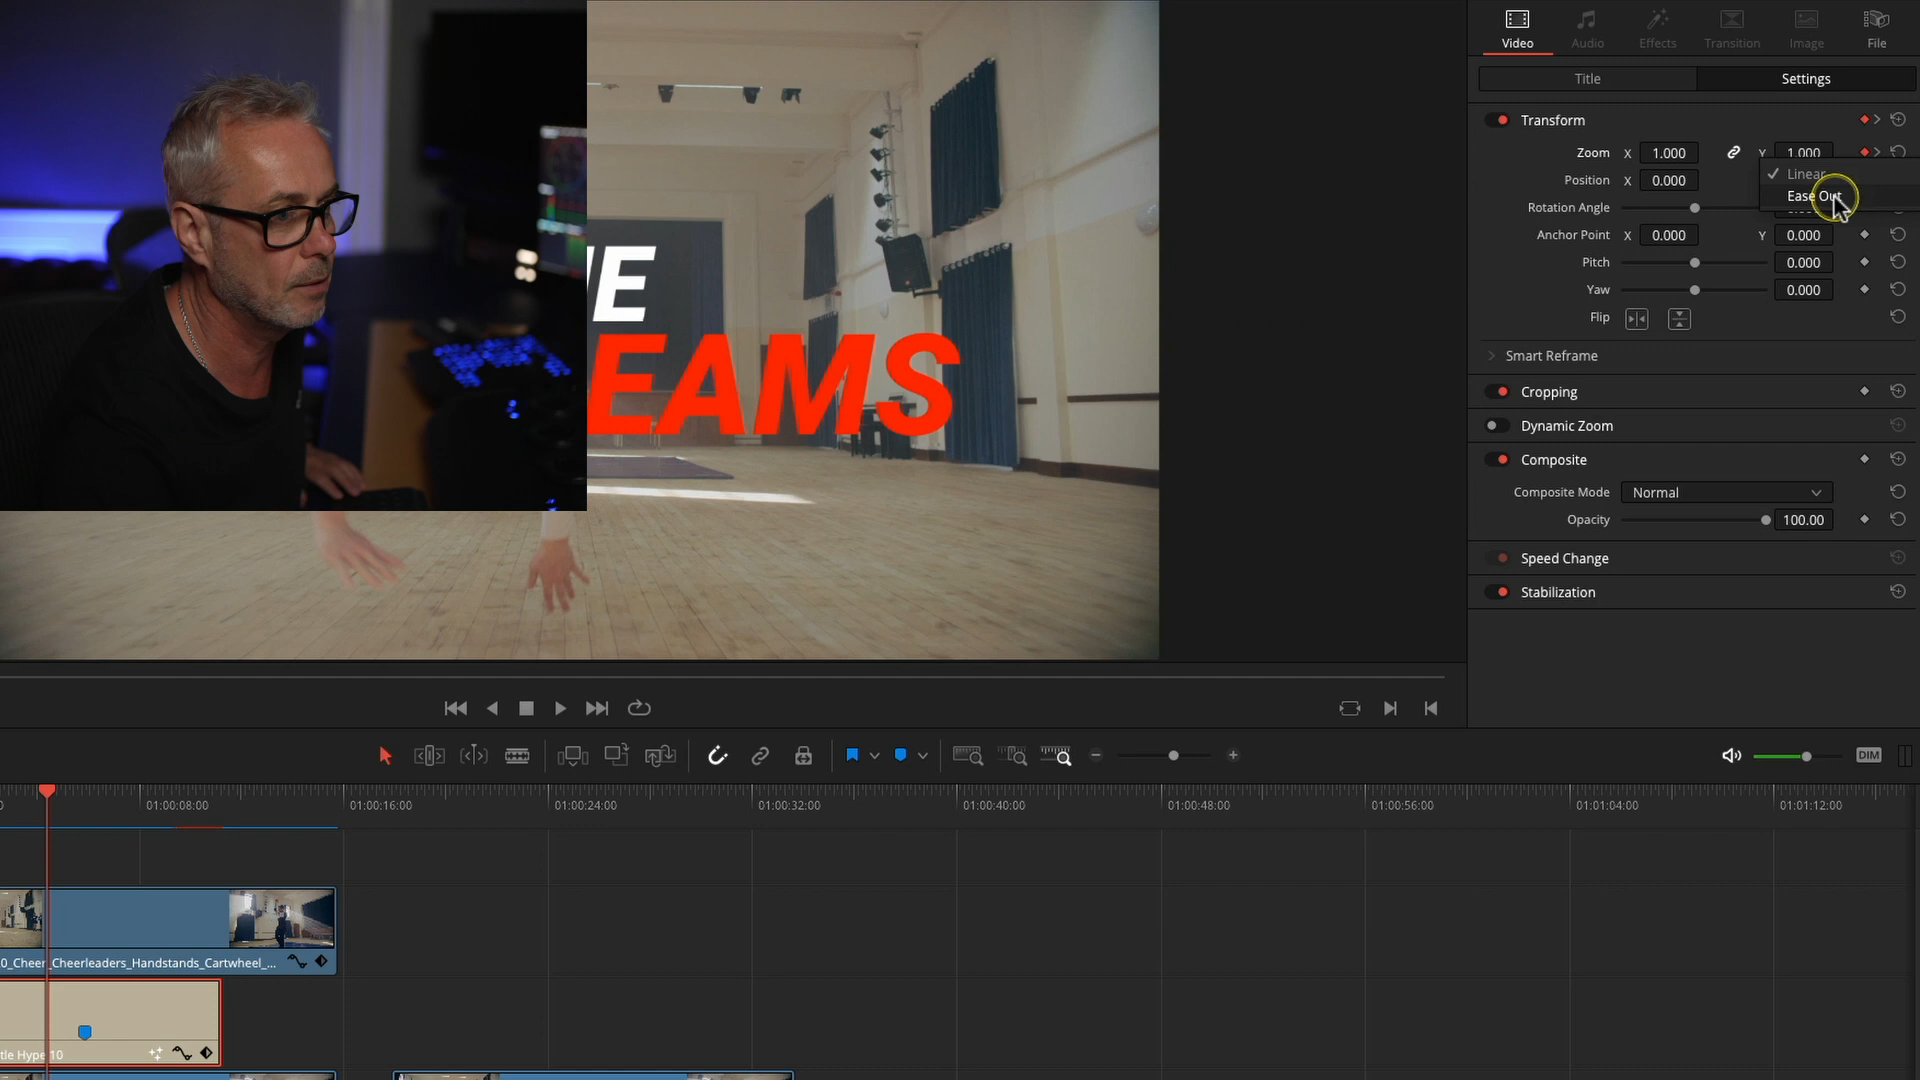 Video
Audio
Effects
Transition
Image
File
Title
Settings
Transform
Zoom X 1.000 Y 1.000
Linear
Position X 0.000
Ease Out
Rotation Angle
Anchor Point X 0.000 Y 0.000
Pitch 0.000
Yaw 0.000
Flip
Smart Reframe
Cropping
Dynamic Zoom
Composite
Composite Mode Normal
Opacity 100.00
Speed Change
Stabilization
E
EAMS
DIM
01:00:08:00
01:00:16:00
01:00:24:00
01:00:32:00
01:00:40:00
01:00:48:00
01:00:56:00
01:01:04:00
01:01:12:00
0_Cheer_Cheerleaders_Handstands_Cartwheel_...
tle Hype 10